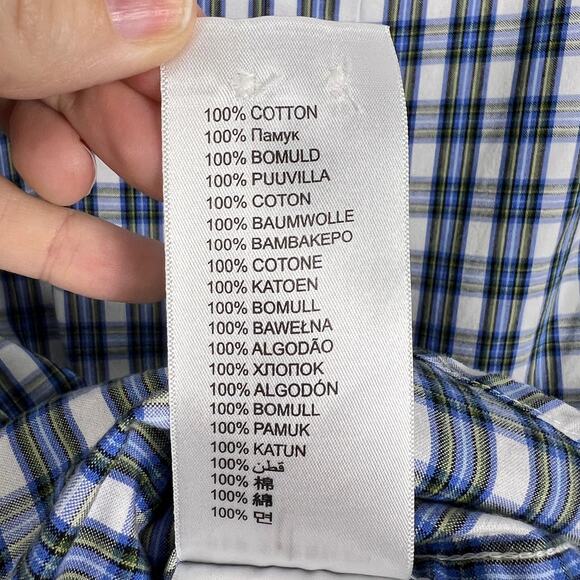 100% COTTON
100% Памук
100% BOMULD
100% PUUVILLA
100% COTON
100% BAUMWOLLE
100% BAMBAKEPO
100% COTONE
100% KATOEN
100% BOMULL
100% BAWEŁNA
100% ALGODÃO
100% ХЛОПОК
100% ALGODÓN
100% BOMULL
100% PAMUK
100% KATUN
100% قطن
100% 棉
100% 綿
100% 면